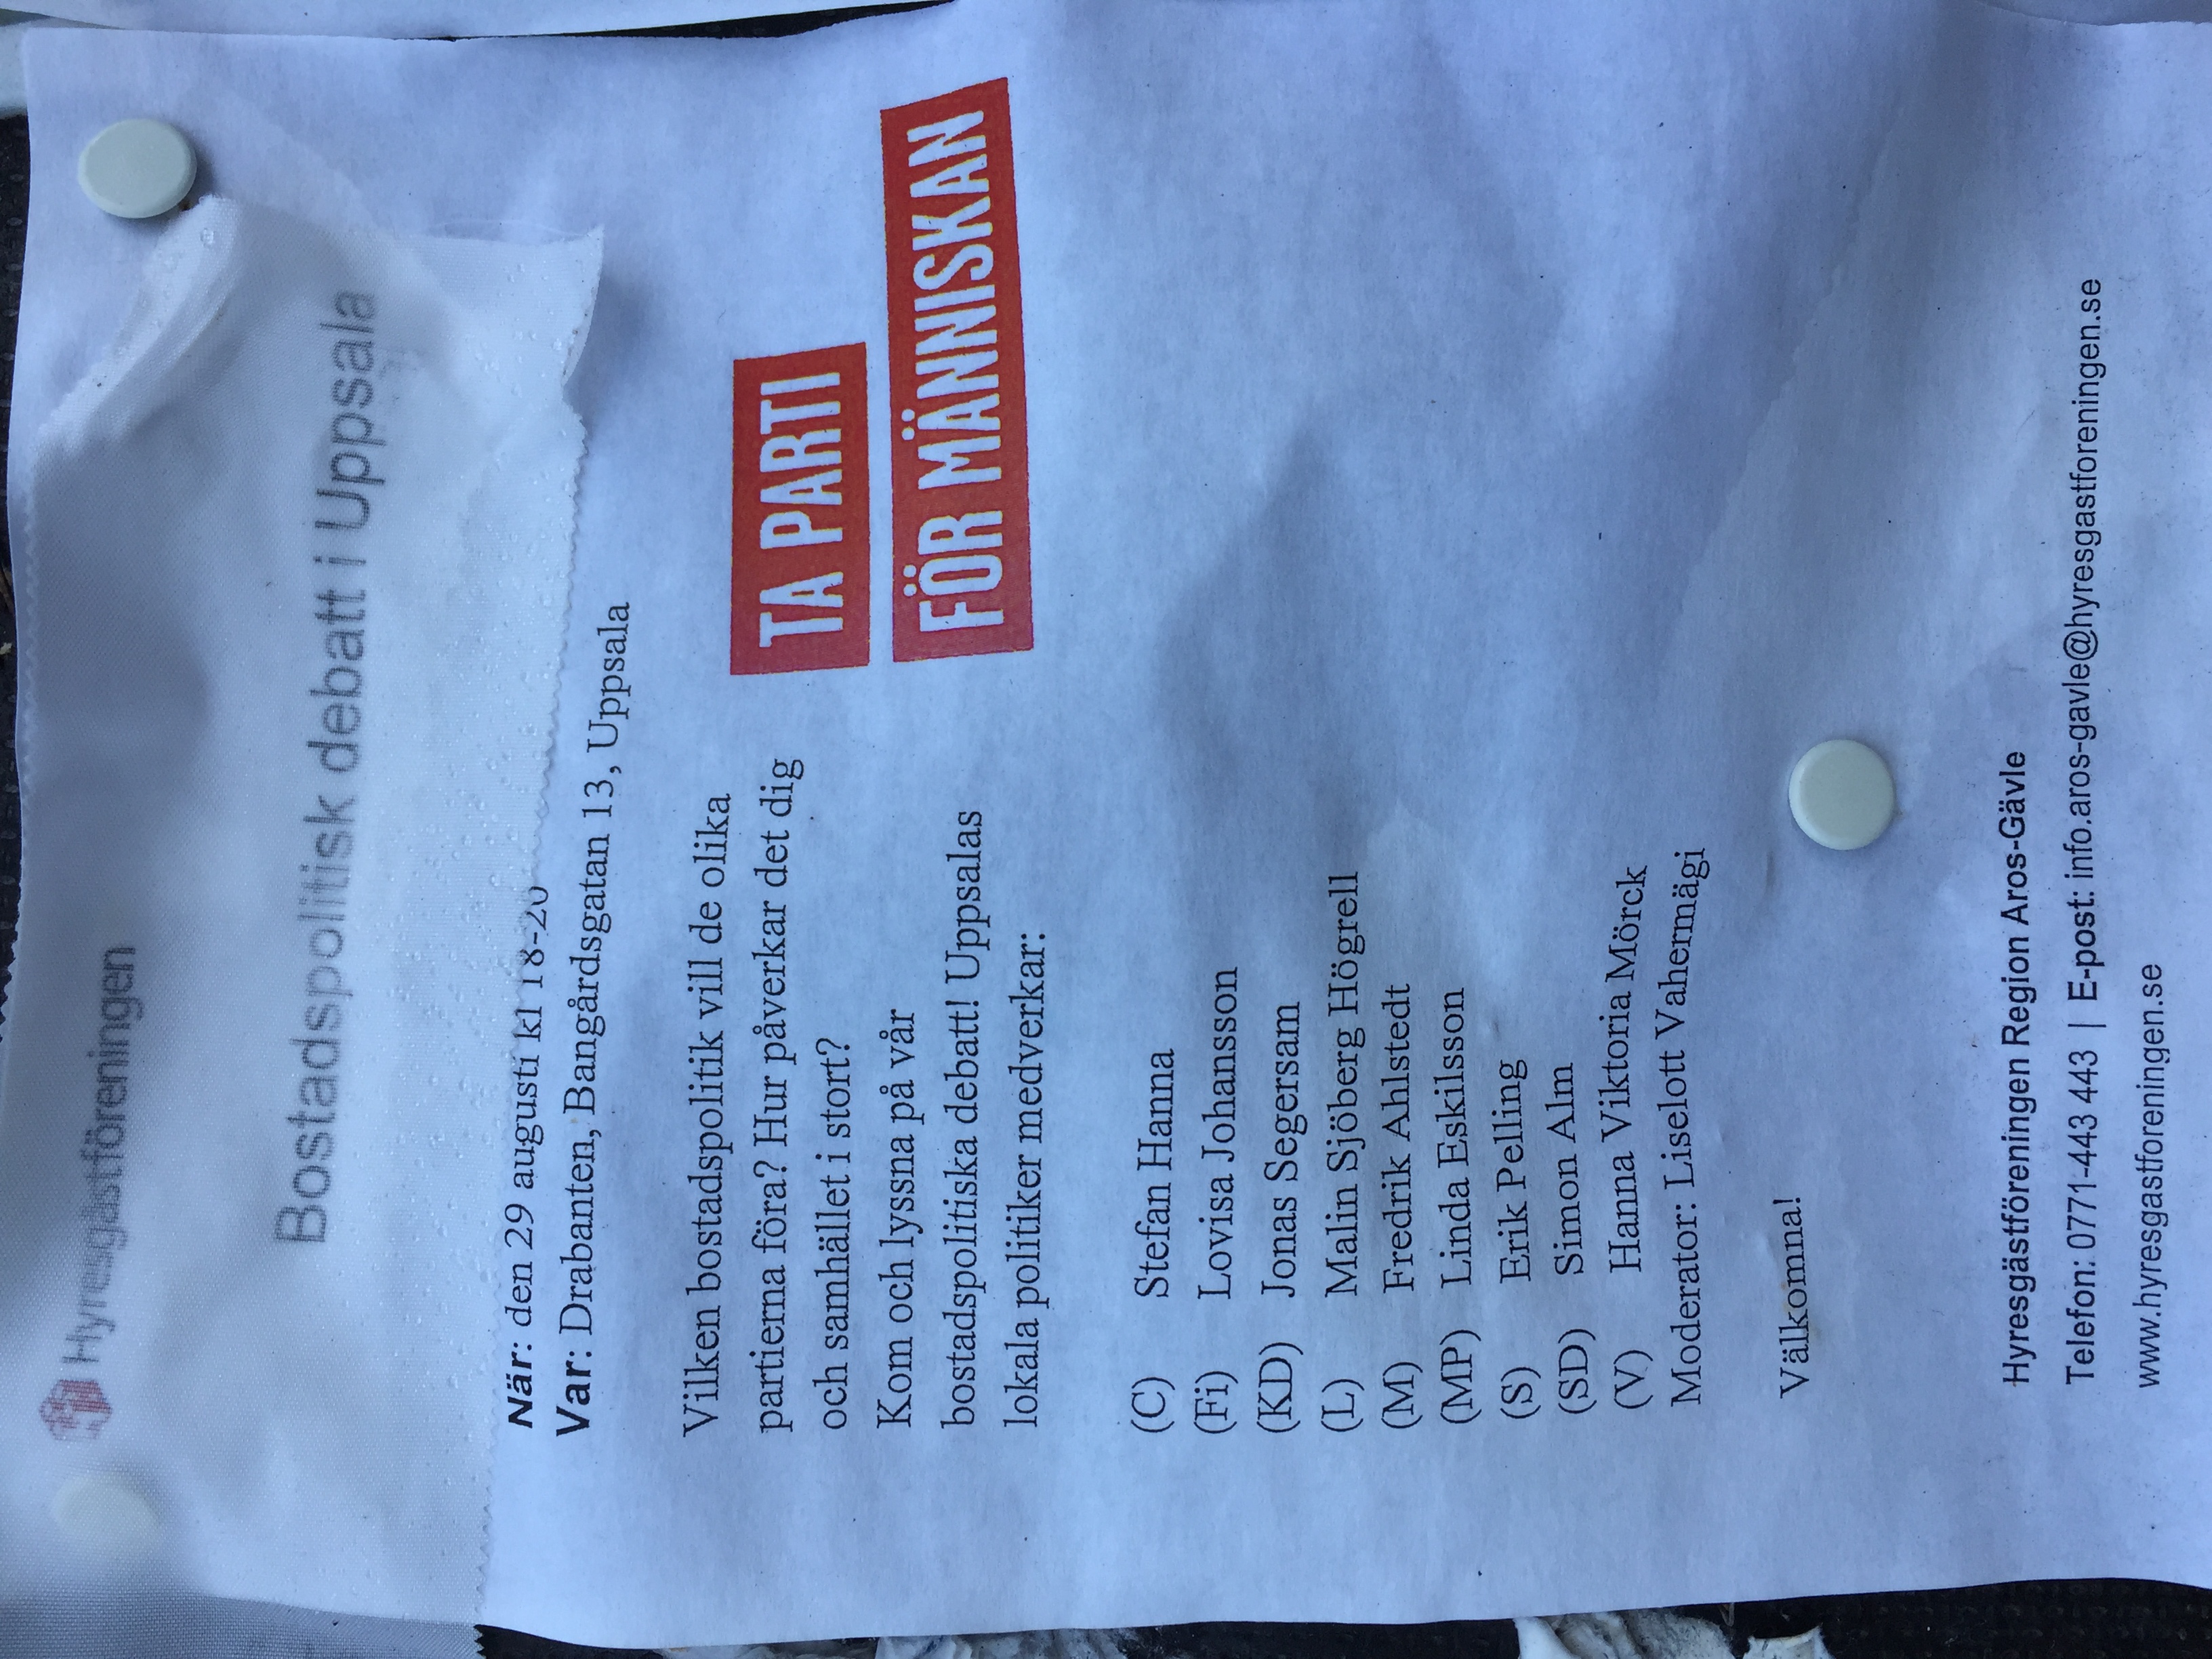 Hyresgästföreningen
Bostadspolitisk debatt i Uppsala
När: den 29 augusti kl 18-20
Var: Drabanten, Bangårdsgatan 13, Uppsala
Vilken bostadspolitik vill de olika
partierna föra? Hur påverkar det dig
och samhället i stort?
Kom och lyssna på vår
bostadspolitiska debatt! Uppsalas
lokala politiker medverkar:
TA PARTI
FÖR MÄNNISKAN
(C) Stefan Hanna
(Fi) Lovisa Johansson
(KD) Jonas Segersam
(L) Malin Sjöberg Högrell
(M) Fredrik Ahlstedt
(MP) Linda Eskilsson
(S) Erik Pelling
(SD) Simon Alm
(V) Hanna Viktoria Mörck
Moderator: Liselott Vahermägi
Välkomna!
Hyresgästföreningen Region Aros-Gävle
Telefon: 0771-443 443 | E-post: info.aros-gavle@hyresgastforeningen.se
www.hyresgastforeningen.se